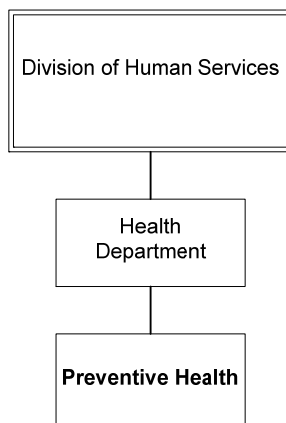 Division of Human Services
Health
Department
Preventive Health